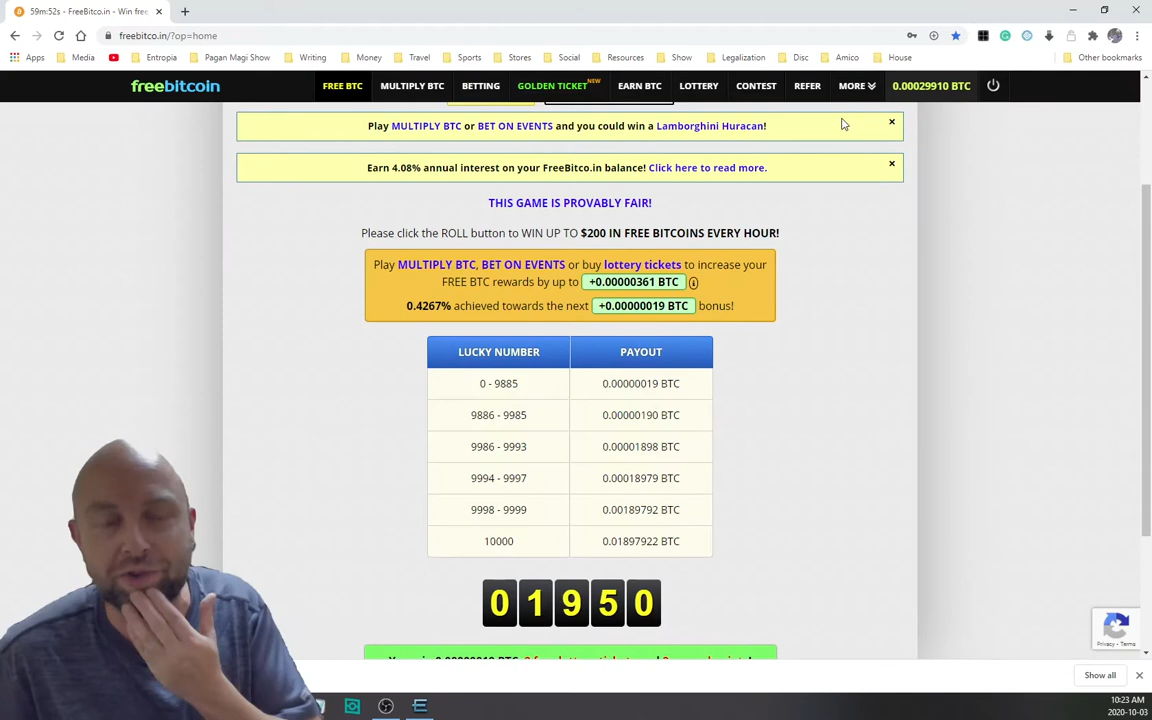 59m:52s - FreeBitco.in - Win free
freebitco.in/?op=home
Apps Media Entropia Pagan Magi Show Writing Money Travel Sports Stores Social Resources Show Legalization Disc Amico House Other bookmarks
freebitcoin FREE BTC MULTIPLY BTC BETTING GOLDEN TICKET NEW EARN BTC LOTTERY CONTEST REFER MORE 0.00029910 BTC
Play MULTIPLY BTC or BET ON EVENTS and you could win a Lamborghini Huracan!
Earn 4.08% annual interest on your FreeBitco.in balance! Click here to read more.
THIS GAME IS PROVABLY FAIR!
Please click the ROLL button to WIN UP TO $200 IN FREE BITCOINS EVERY HOUR!
Play MULTIPLY BTC, BET ON EVENTS or buy lottery tickets to increase your
FREE BTC rewards by up to +0.00000361 BTC
0.4267% achieved towards the next +0.00000019 BTC bonus!
LUCKY NUMBER PAYOUT
0 - 9885 0.00000019 BTC
9886 - 9985 0.00000190 BTC
9986 - 9993 0.00001898 BTC
9994 - 9997 0.00018979 BTC
9998 - 9999 0.00189792 BTC
10000 0.01897922 BTC
01950
Privacy - Terms
Show all
10:23 AM
2020-10-03